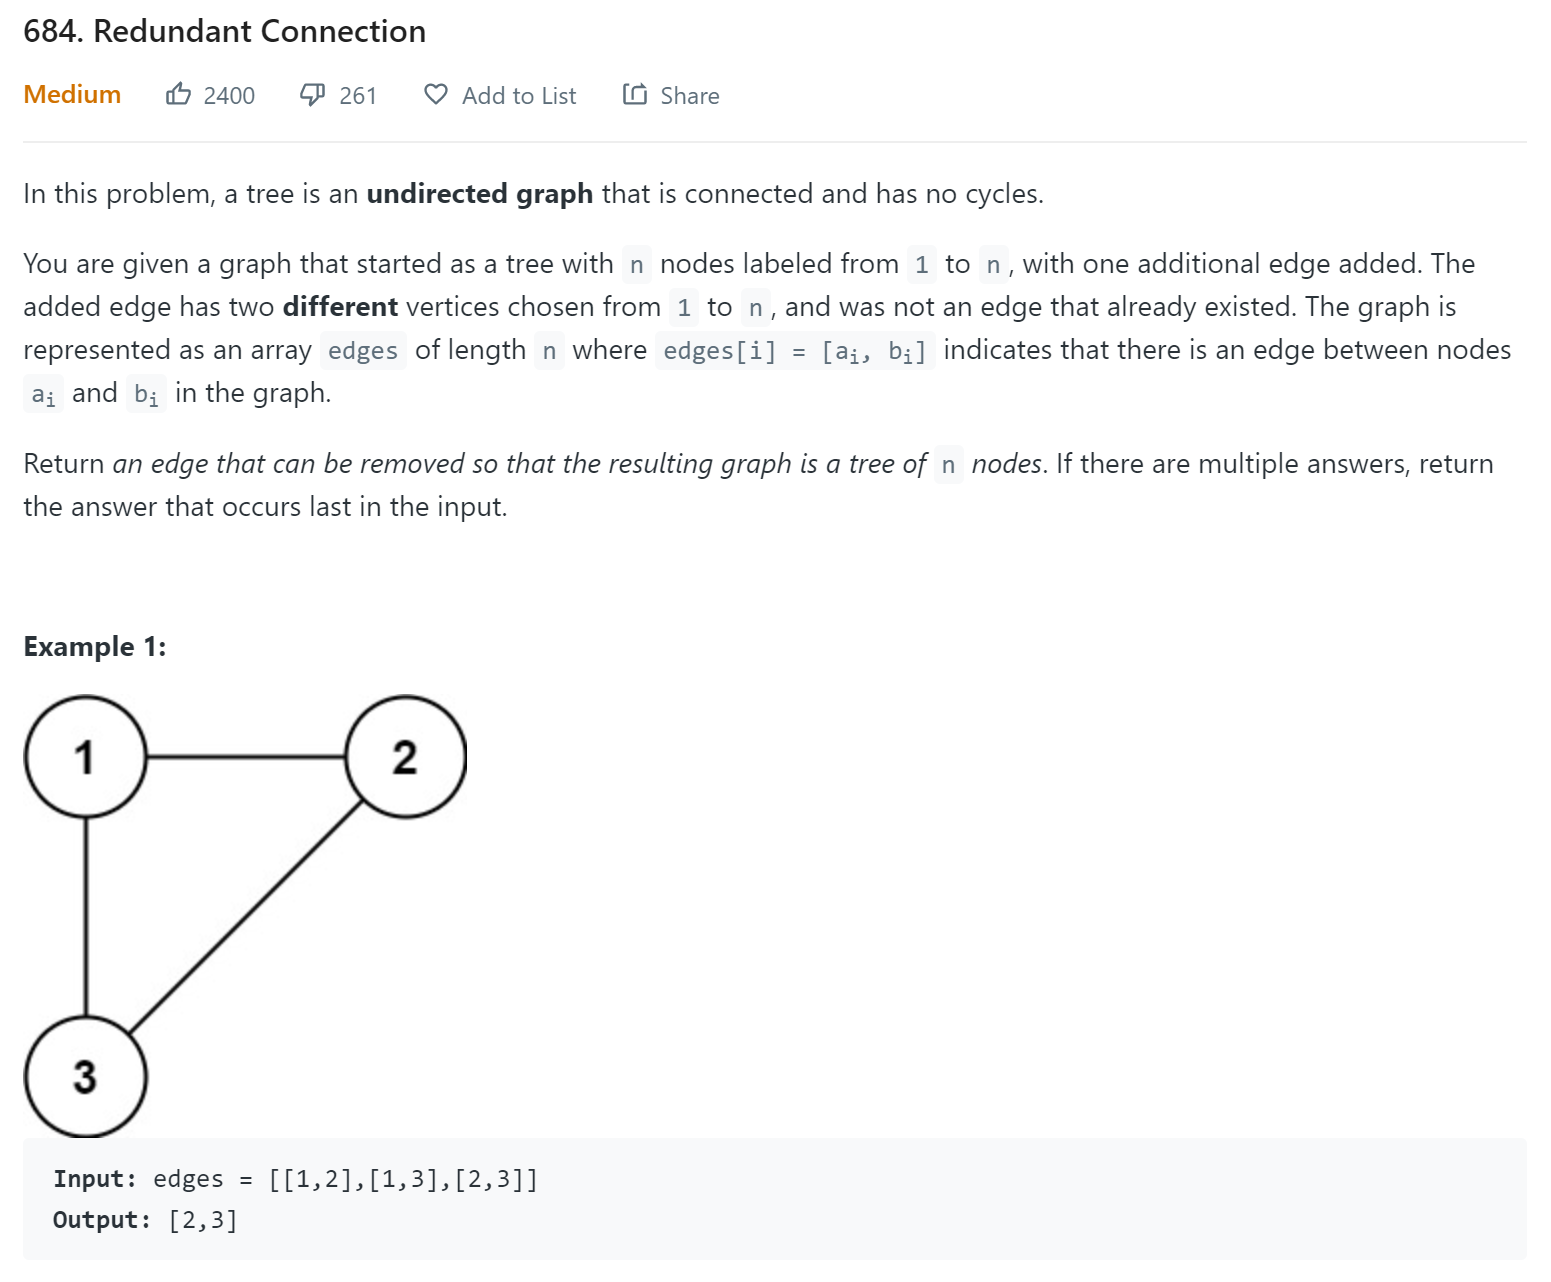 684. Redundant Connection
Medium 2400 261 Add to List Share
In this problem, a tree is an undirected graph that is connected and has no cycles.
You are given a graph that started as a tree with n nodes labeled from 1 to n, with one additional edge added. The
added edge has two different vertices chosen from 1 to n, and was not an edge that already existed. The graph is
represented as an array edges of length n where edges[i] = [aᵢ, bᵢ] indicates that there is an edge between nodes
aᵢ and bᵢ in the graph.
Return an edge that can be removed so that the resulting graph is a tree of n nodes. If there are multiple answers, return
the answer that occurs last in the input.
Example 1:
1 2
3
Input: edges = [[1,2],[1,3],[2,3]]
Output: [2,3]